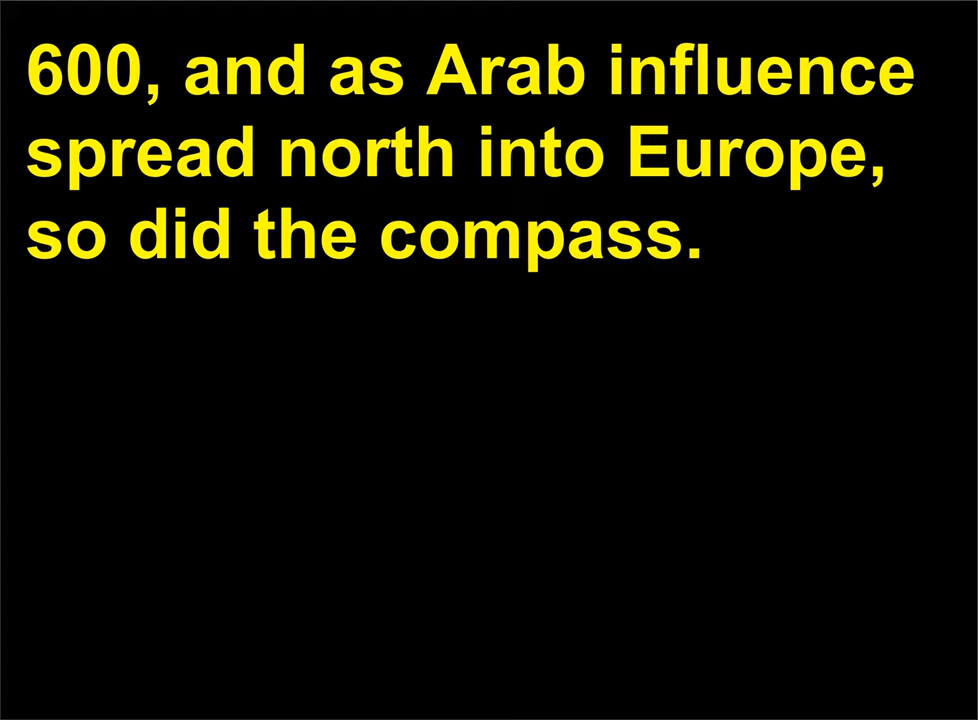 600, and as Arab influence
spread north into Europe,
so did the compass.